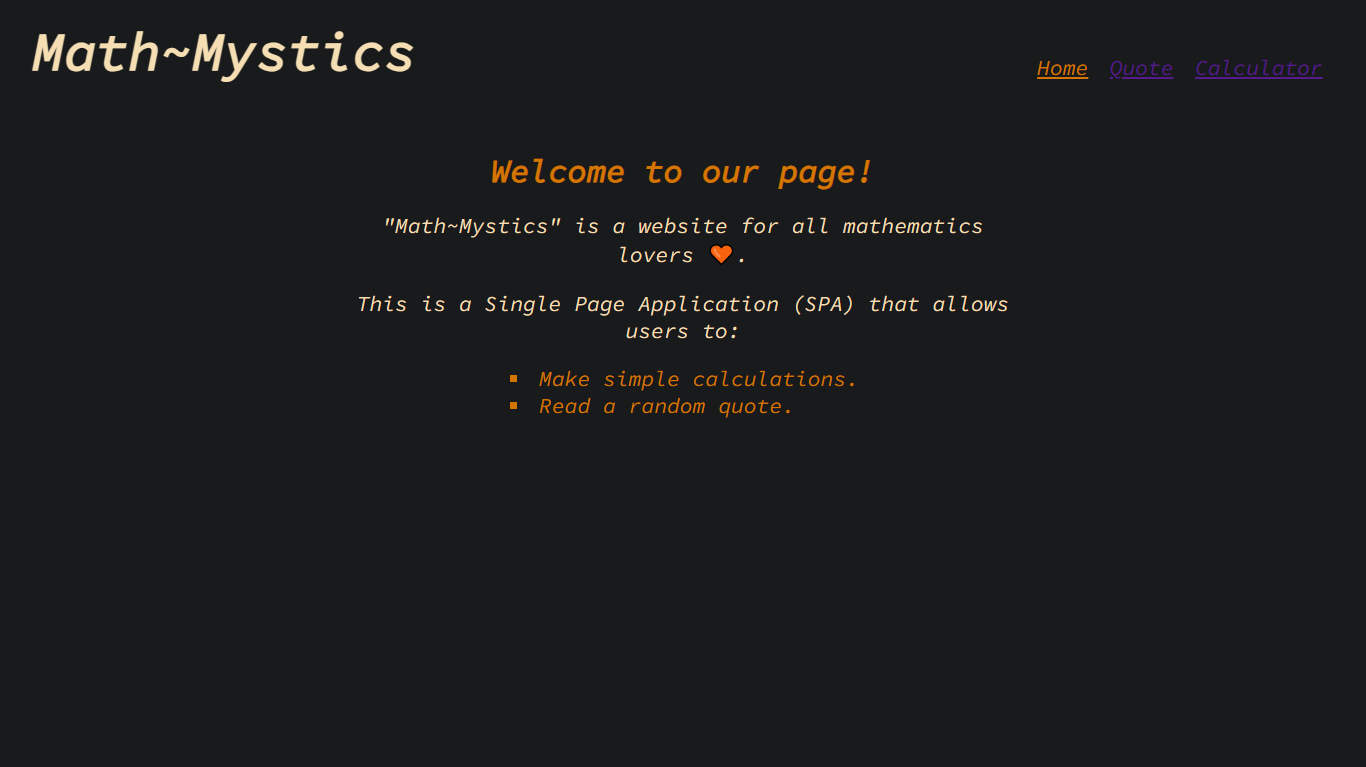 Math~Mystics
Home Quote Calculator
Welcome to our page!
"Math~Mystics" is a website for all mathematics
lovers 🧡.
This is a Single Page Application (SPA) that allows
users to:
▪ Make simple calculations.
▪ Read a random quote.